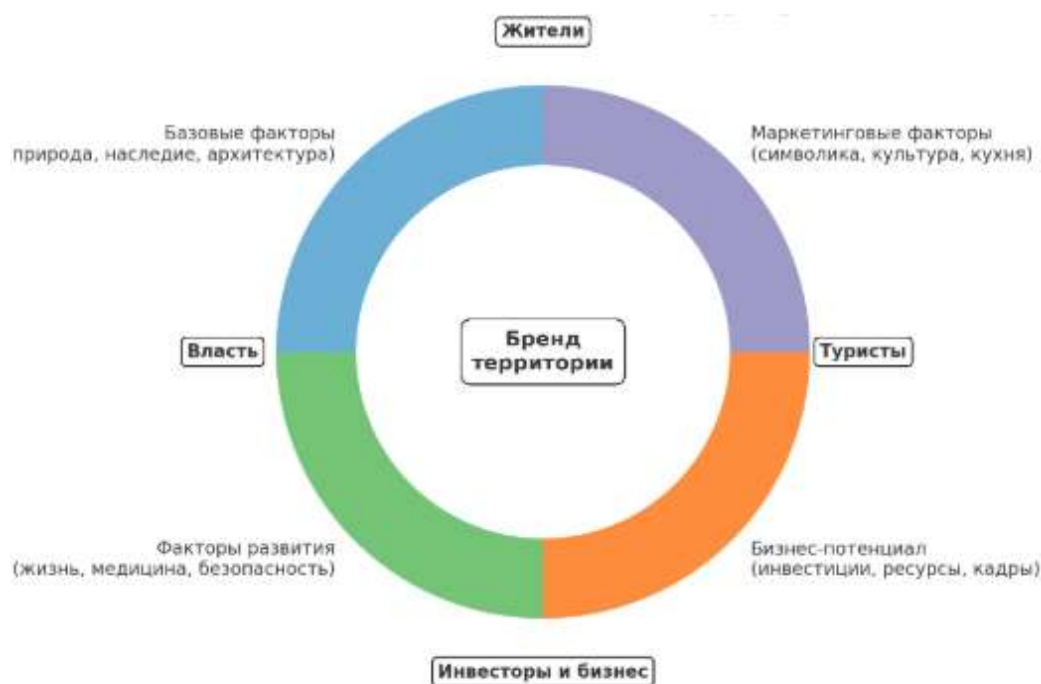 Жители
Базовые факторы
природа, наследие, архитектура)
Маркетинговые факторы
(символика, культура, кухня)
Власть
Бренд
территории
Туристы
Факторы развития
(жизнь, медицина, безопасность)
Бизнес-потенциал
(инвестиции, ресурсы, кадры)
Инвесторы и бизнес